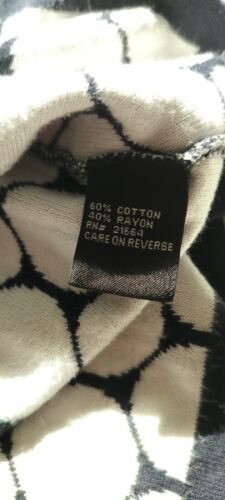 60% COTTON
40% RAYON
RN# 21664
CARE ON REVERSE